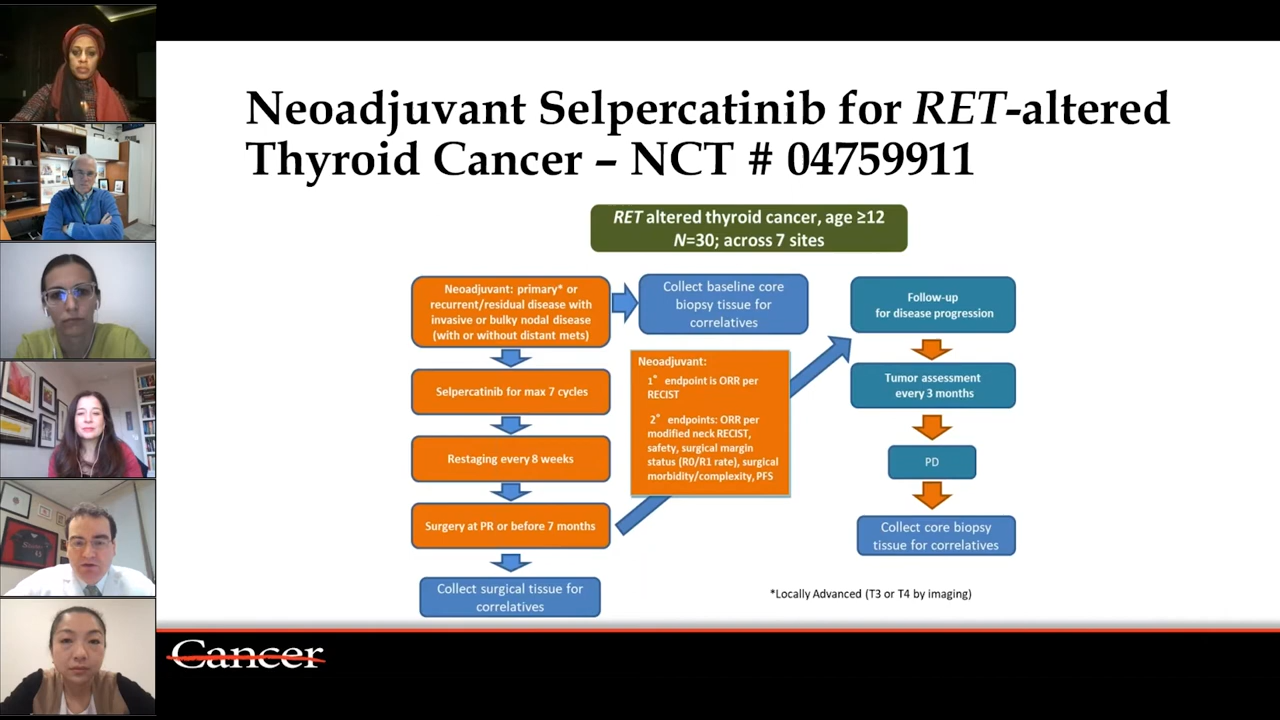 Neoadjuvant Selpercatinib for RET-altered
Thyroid Cancer – NCT # 04759911
RET altered thyroid cancer, age ≥12
N=30; across 7 sites
Neoadjuvant: primary* or
recurrent/residual disease with
invasive or bulky nodal disease
(with or without distant mets)
Collect baseline core
biopsy tissue for
correlatives
Selpercatinib for max 7 cycles
Restaging every 8 weeks
Surgery at PR or before 7 months
Collect surgical tissue for
correlatives
Neoadjuvant:
1° endpoint is ORR per
RECIST
2° endpoints: ORR per
modified neck RECIST,
safety, surgical margin
status (R0/R1 rate), surgical
morbidity/complexity, PFS
Follow-up
for disease progression
Tumor assessment
every 3 months
PD
Collect core biopsy
tissue for correlatives
*Locally Advanced (T3 or T4 by imaging)
Cancer